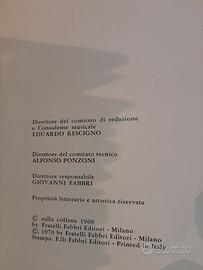 Direttore del comitato di redazione
e Consulente musicale
EDUARDO RESCIGNO
Direttore del comitato tecnico
ALFONSO PONZONI
Direttore responsabile
GIOVANNI FABBRI
Proprietà letteraria e artistica riservata
© sulla collana 1969
by Fratelli Fabbri Editori - Milano
© 1970 by Fratelli Fabbri Editori - Milano
Stampa: F.lli Fabbri Editori - Printed in Italy
subito